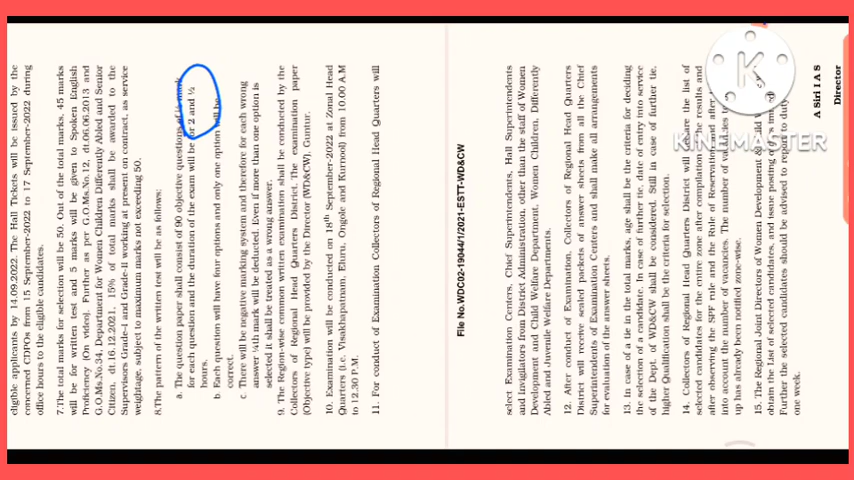 eligible applicants by 14.09.2022. The Hall Tickets will be issued by the
concerned CDPOs from 15 September-2022 to 17 September-2022 during
office hours to the eligible candidates.
7.The total marks for selection will be 50. Out of the total marks, 45 marks
will be for written test and 5 marks will be given to Spoken English
Proficiency (On video). Further as per G.O.Ms.No.12, dt.06.06.2013 and
G.O.Ms.No.34 Department for Women Children Differently Abled and Senior
Citizen, dt.16.12.2021, 15% of total marks shall be awarded to the
Supervisors Grade-I and Grade-II working at present on contract, as service
weightage, subject to maximum marks not exceeding 50.
8.The pattern of the written test will be as follows:
a. The question paper shall consist of 90 objective questions of ½ mark
for each question and the duration of the exam will be for 2 and ½
hours.
b. Each question will have four options and only one option will be
correct.
c. There will be negative marking system and therefore for each wrong
answer ¼th mark will be deducted. Even if more than one option is
selected it shall be treated as a wrong answer.
9. The Region-wise common written examination shall be conducted by the
Collectors of Regional Head Quarters District. The examination paper
(Objective type) will be provided by the Director (WD&CW), Guntur.
10. Examination will be conducted on 18th September-2022 at Zonal Head
Quarters (i.e. Visakhapatnam, Eluru, Ongole and Kurnool) from 10.00 A.M
to 12.30 P.M.
11. For conduct of Examination Collectors of Regional Head Quarters will
File No.WDC02-19044/1/2021-ESTT-WD&CW
select Examination Centers, Chief Superintendents, Hall Superintendents
and Invigilators from District Administration, other than the staff of Women
Development and Child Welfare Department, Women Children, Differently
Abled and Juvenile Welfare Departments.
12. After conduct of Examination, Collectors of Regional Head Quarters
District will receive sealed packets of answer sheets from all the Chief
Superintendents of Examination Centers and shall make all arrangements
for evaluation of the answer sheets.
13. In case of a tie in the total marks, age shall be the criteria for deciding
the selection of a candidate. In case of further tie, date of entry into service
of the Dept. of WD&CW shall be considered. Still in case of further tie,
higher Qualification shall be the criteria for selection.
14. Collectors of Regional Head Quarters District will prepare the list of
selected candidates for the entire zone after compilation of the results and
after observing the SPF rule and the Rule of Reservation and after
into account the number of vacancies. The number of vacancies
up has already been notified zone-wise.
15. The Regional Joint Directors of Women Development & Child
obtain the list of selected candidates, and issue posting
Further the selected candidates should be advised to report to duty
one week.
A Siri I A S
Director
K
KINEMASTER